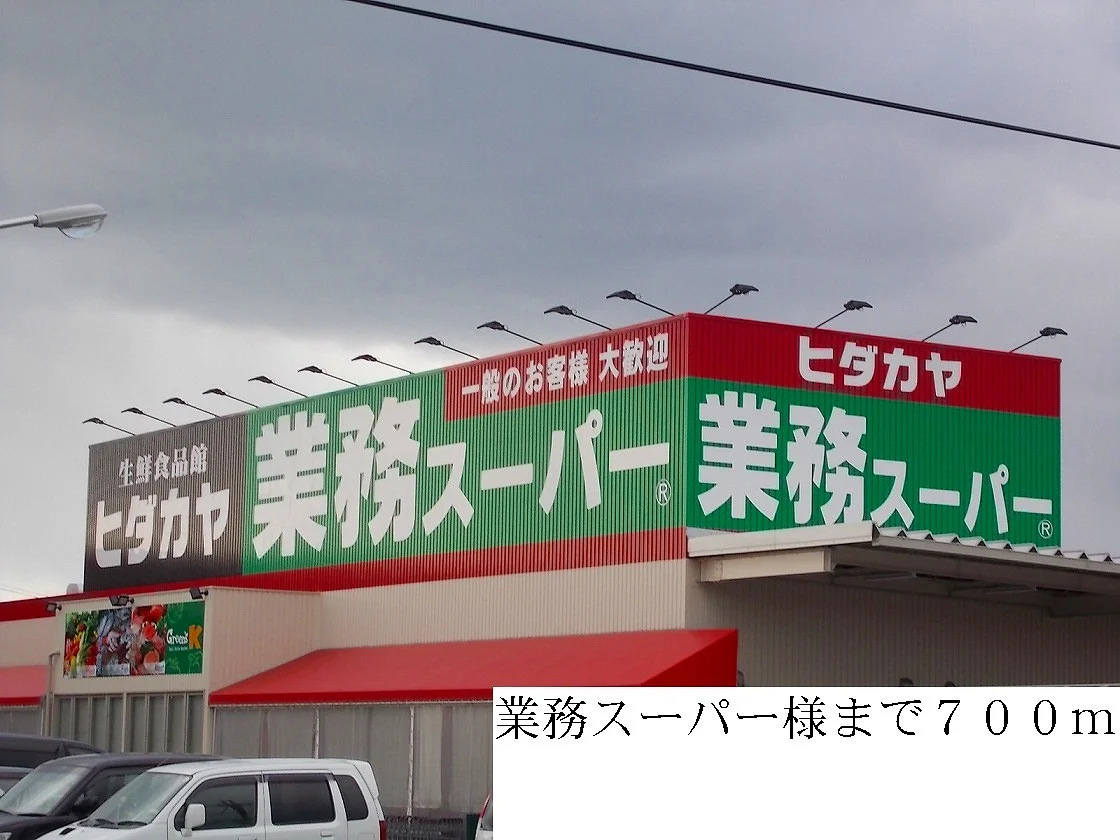 生鮮食品館
ヒダカヤ
業務スーパー®
一般のお客様 大歓迎
ヒダカヤ
業務スーパー®
Green's K
業務スーパー様まで７００ｍ